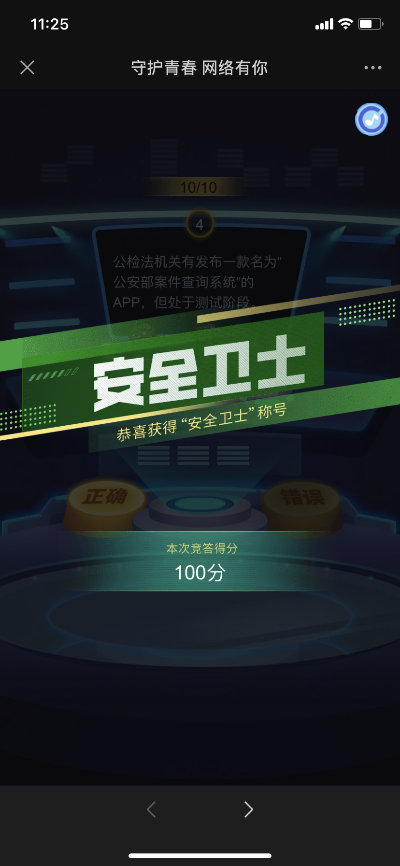 11:25
守护青春 网络有你
10/10
4
公检法机关有发布一款名为“
公安部案件查询系统”的
APP，但处于测试阶段
安全卫士
恭喜获得“安全卫士”称号
正确
错误
本次竞答得分
100分